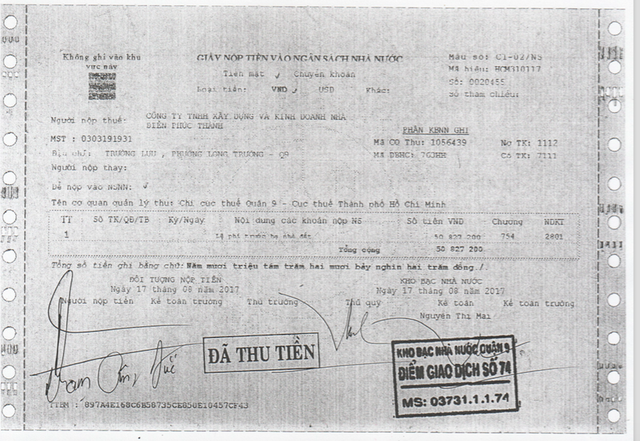 Không ghi vào khu
vực này
GIẤY NỘP TIỀN VÀO NGÂN SÁCH NHÀ NƯỚC
Tiền mặt ✓ Chuyển khoản
Loại tiền: VND ✓ USD Khác:
Mẫu số: C1-02/NS
Mã hiệu: HCM310117
Số: 0020455
Số tham chiếu:
Người nộp thuế: CÔNG TY TNHH XÂY DỰNG VÀ KINH DOANH NHÀ
ĐIỀN PHÚC THÀNH
MST : 0303191931
Địa chỉ: TRƯỜNG LƯU , PHƯỜNG LONG TRƯỜNG - Q9
Người nộp thay:
PHẦN KBNN GHI
Mã CQ Thu: 1056439 Nợ TK: 1112
Mã ĐBHC: 763HH Có TK: 7111
Để nộp vào NSNN: ✓
Tên cơ quan quản lý thu: Chi cục thuế Quận 9 - Cục thuế Thành phố Hồ Chí Minh
TT Số TK/QĐ/TB Kỳ/Ngày Nội dung các khoản nộp NS Số tiền VND Chương NDKT
1 Lệ phí trước bạ nhà đất 50 827 200 754 2801
Tổng cộng 50 827 200
Tổng số tiền ghi bằng chữ: Năm mươi triệu tám trăm hai mươi bảy nghìn hai trăm đồng./.
ĐỐI TƯỢNG NỘP TIỀN KHO BẠC NHÀ NƯỚC
Ngày 17 tháng 08 năm 2017 Ngày 17 tháng 08 năm 2017
Người nộp tiền Kế toán trưởng Thủ trưởng Thủ quỹ Kế toán Kế toán trưởng
Nguyễn Thị Mai
ĐÃ THU TIỀN
KHO BẠC NHÀ NƯỚC QUẬN 9
ĐIỂM GIAO DỊCH SỐ 74
MS: 03731.1.1.74